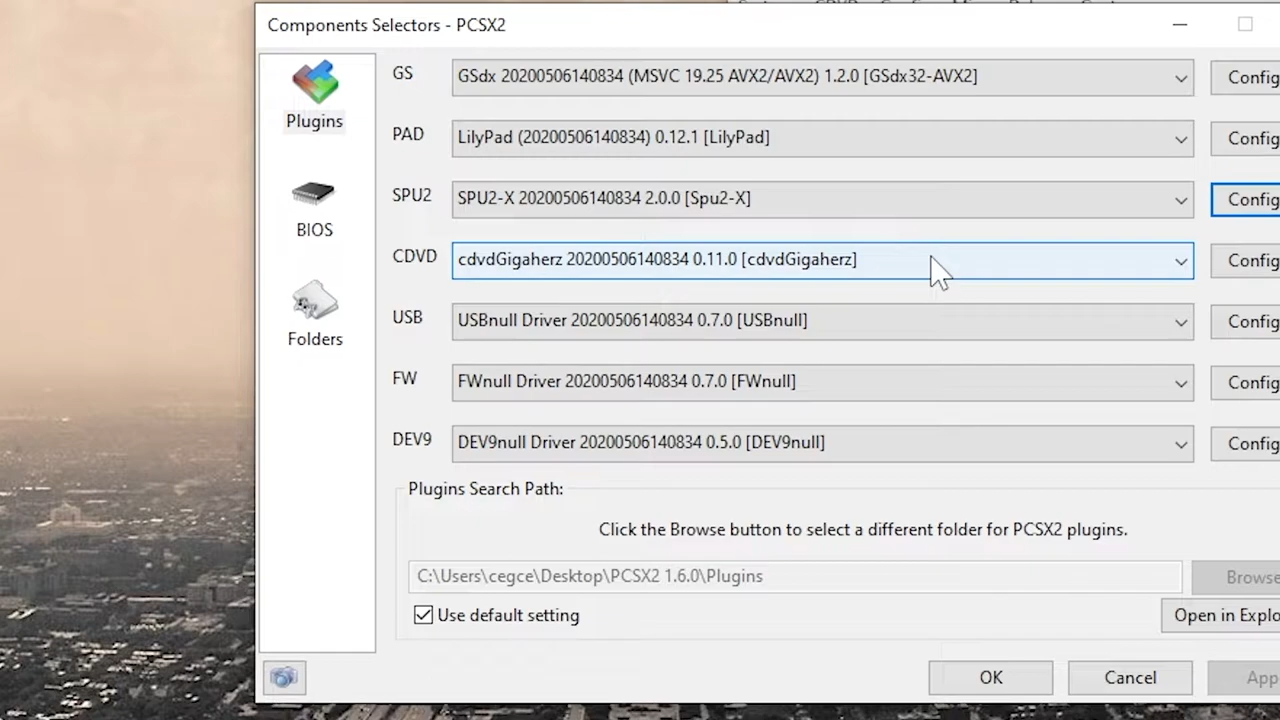 Components Selectors - PCSX2
Plugins
BIOS
Folders
GS GSdx 20200506140834 (MSVC 19.25 AVX2/AVX2) 1.2.0 [GSdx32-AVX2] Config
PAD LilyPad (20200506140834) 0.12.1 [LilyPad] Config
SPU2 SPU2-X 20200506140834 2.0.0 [Spu2-X] Config
CDVD cdvdGigaherz 20200506140834 0.11.0 [cdvdGigaherz] Config
USB USBnull Driver 20200506140834 0.7.0 [USBnull] Config
FW FWnull Driver 20200506140834 0.7.0 [FWnull] Config
DEV9 DEV9null Driver 20200506140834 0.5.0 [DEV9null] Config
Plugins Search Path:
Click the Browse button to select a different folder for PCSX2 plugins.
C:\Users\cegce\Desktop\PCSX2 1.6.0\Plugins Browse
Use default setting Open in Explo
OK Cancel App